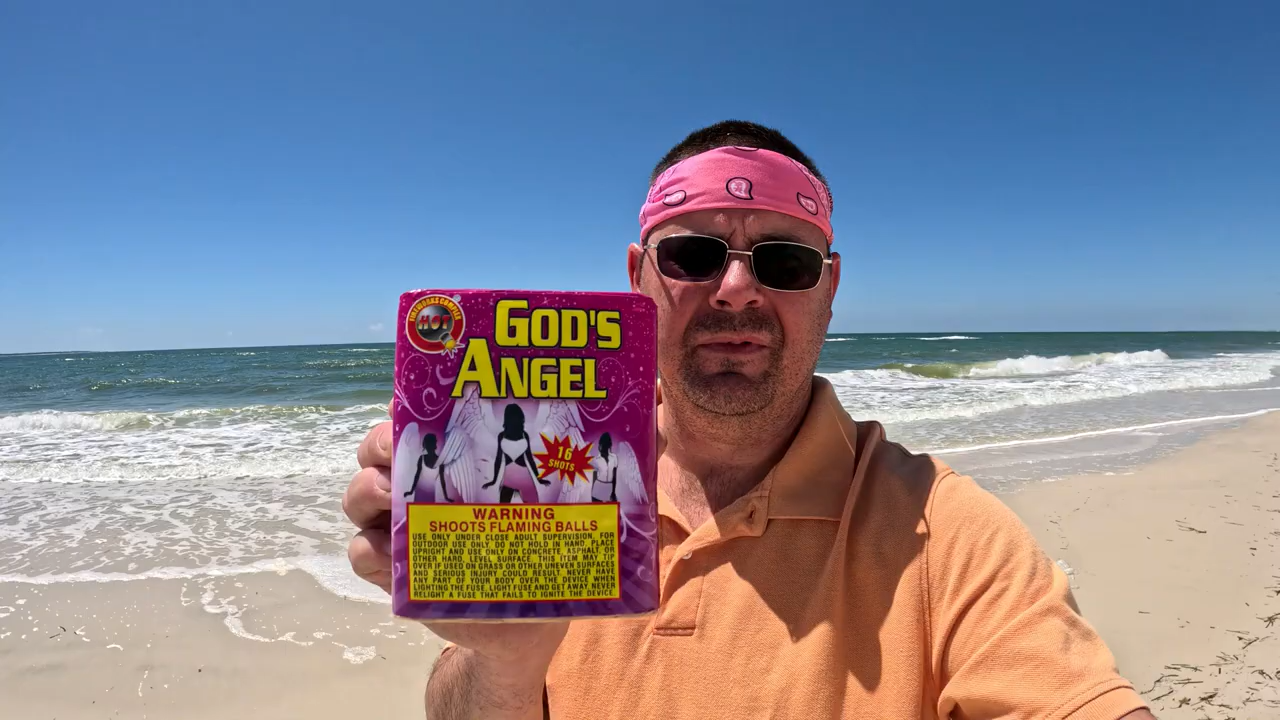 FIREWORKS COMPLEX
HOT
GOD'S
ANGEL
16
SHOTS
WARNING
SHOOTS FLAMING BALLS
USE ONLY UNDER CLOSE ADULT SUPERVISION, FOR
OUTDOOR USE ONLY. DO NOT HOLD IN HAND. PLACE
UPRIGHT AND USE ONLY ON CONCRETE, ASPHALT, OR
OTHER HARD, LEVEL SURFACE. THIS ITEM MAY TIP
OVER IF USED ON GRASS OR OTHER UNEVEN SURFACES
AND SERIOUS INJURY COULD RESULT. NEVER HAVE
ANY PART OF YOUR BODY OVER THE DEVICE WHEN
LIGHTING THE FUSE. LIGHT FUSE AND GET AWAY. NEVER
RELIGHT A FUSE THAT FAILS TO IGNITE THE DEVICE.